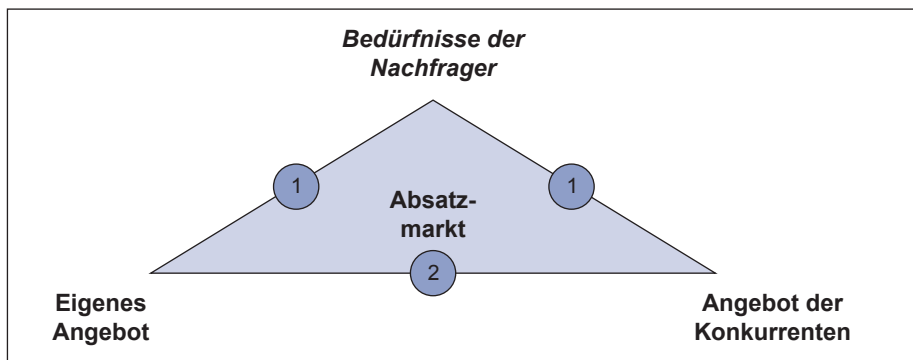 Bedürfnisse der
Nachfrager
1
1
Absatz-
markt
2
Eigenes
Angebot
Angebot der
Konkurrenten